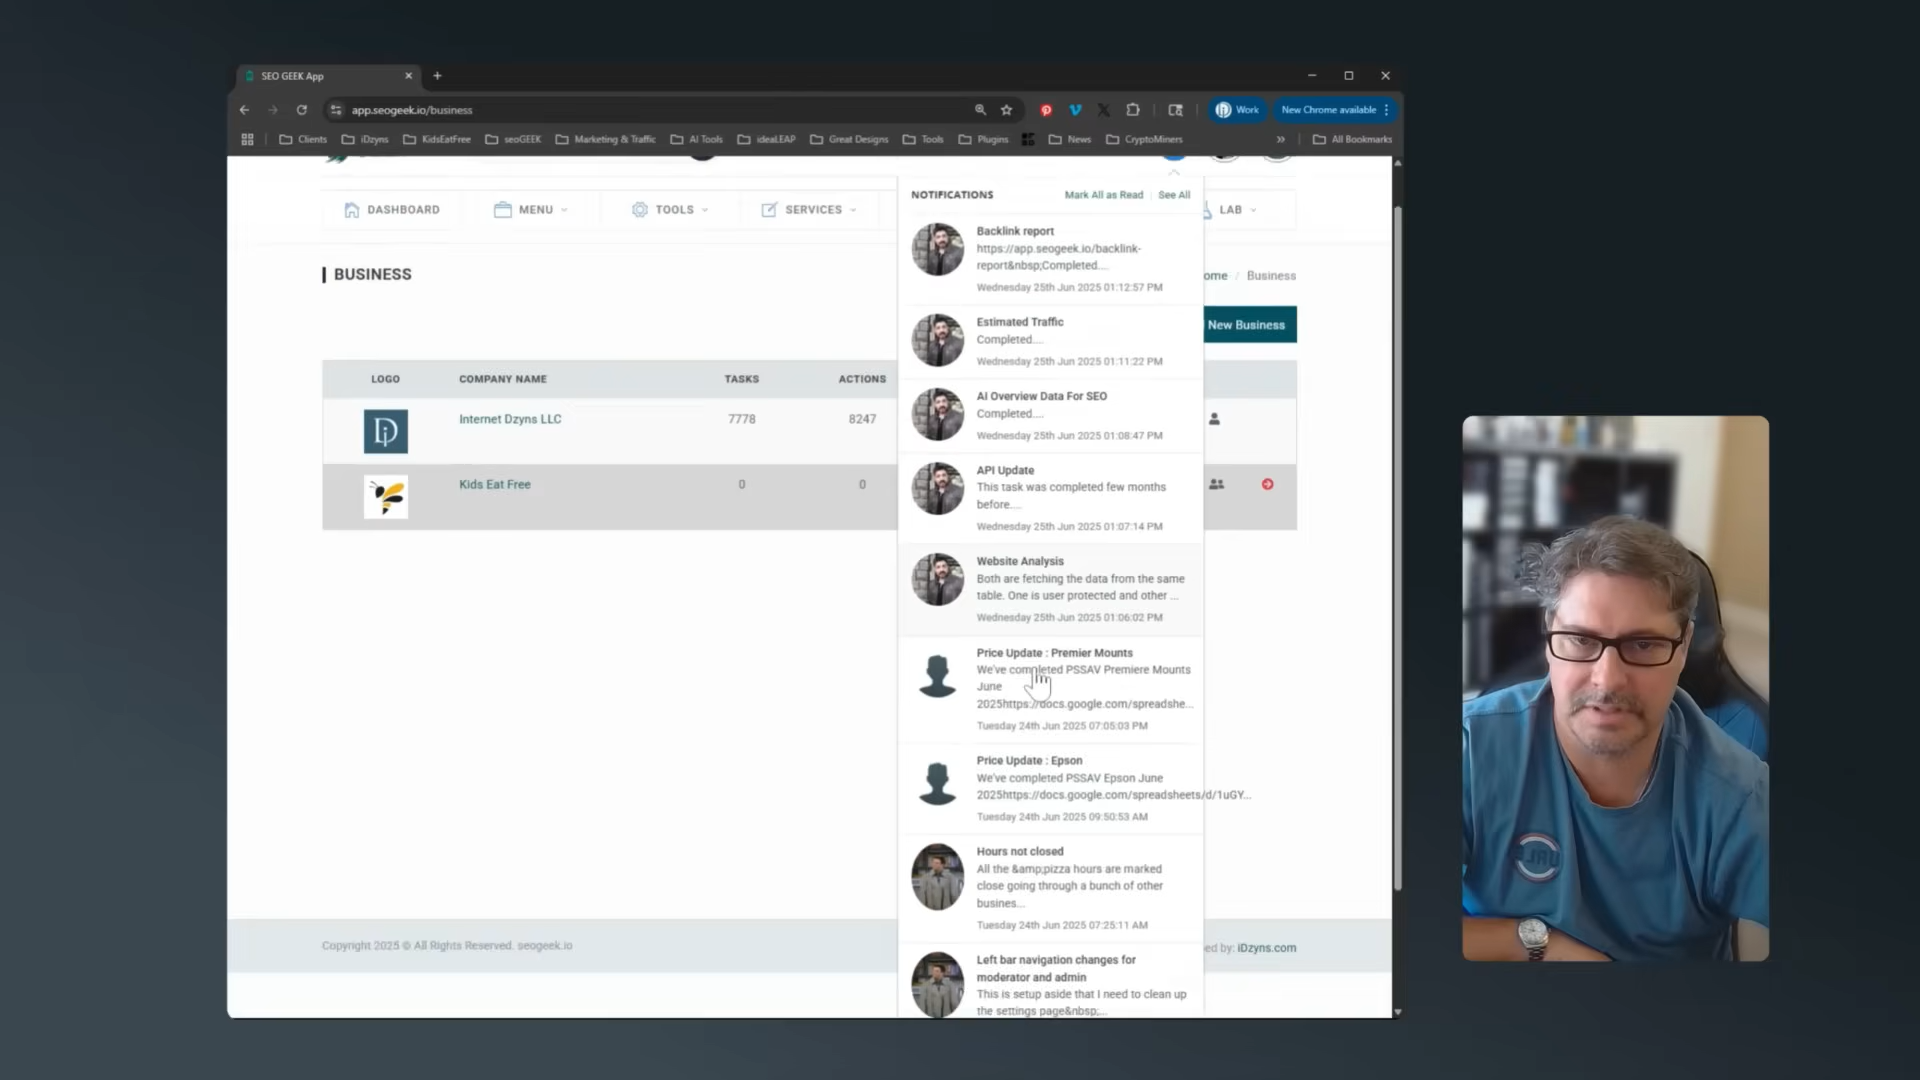 SEO GEEK App
app.seogeek.io/business
Work
New Chrome available
Clients
iDzyns
KidsEatFree
seoGEEK
Marketing & Traffic
AI Tools
ideaLEAP
Great Designs
Tools
Plugins
News
CryptoMiners
All Bookmarks
DASHBOARD
MENU
TOOLS
SERVICES
LAB
BUSINESS
ome / Business
New Business
LOGO
COMPANY NAME
TASKS
ACTIONS
Internet Dzyns LLC
7778
8247
Kids Eat Free
0
0
NOTIFICATIONS
Mark All as Read
See All
Backlink report
https://app.seogeek.io/backlink-
report&nbsp;Completed....
Wednesday 25th Jun 2025 01:12:57 PM
Estimated Traffic
Completed....
Wednesday 25th Jun 2025 01:11:22 PM
AI Overview Data For SEO
Completed....
Wednesday 25th Jun 2025 01:08:47 PM
API Update
This task was completed few months
before....
Wednesday 25th Jun 2025 01:07:14 PM
Website Analysis
Both are fetching the data from the same
table. One is user protected and other ...
Wednesday 25th Jun 2025 01:06:02 PM
Price Update : Premier Mounts
We've completed PSSAV Premiere Mounts
June
2025https://docs.google.com/spreadshe...
Tuesday 24th Jun 2025 07:05:03 PM
Price Update : Epson
We've completed PSSAV Epson June
2025https://docs.google.com/spreadsheets/d/1uGY...
Tuesday 24th Jun 2025 09:50:53 AM
Hours not closed
All the &amp;pizza hours are marked
close going through a bunch of other
busines...
Tuesday 24th Jun 2025 07:25:11 AM
Left bar navigation changes for
moderator and admin
This is setup aside that I need to clean up
the settings page&nbsp;...
Copyright 2025 © All Rights Reserved. seogeek.io
ed by: iDzyns.com